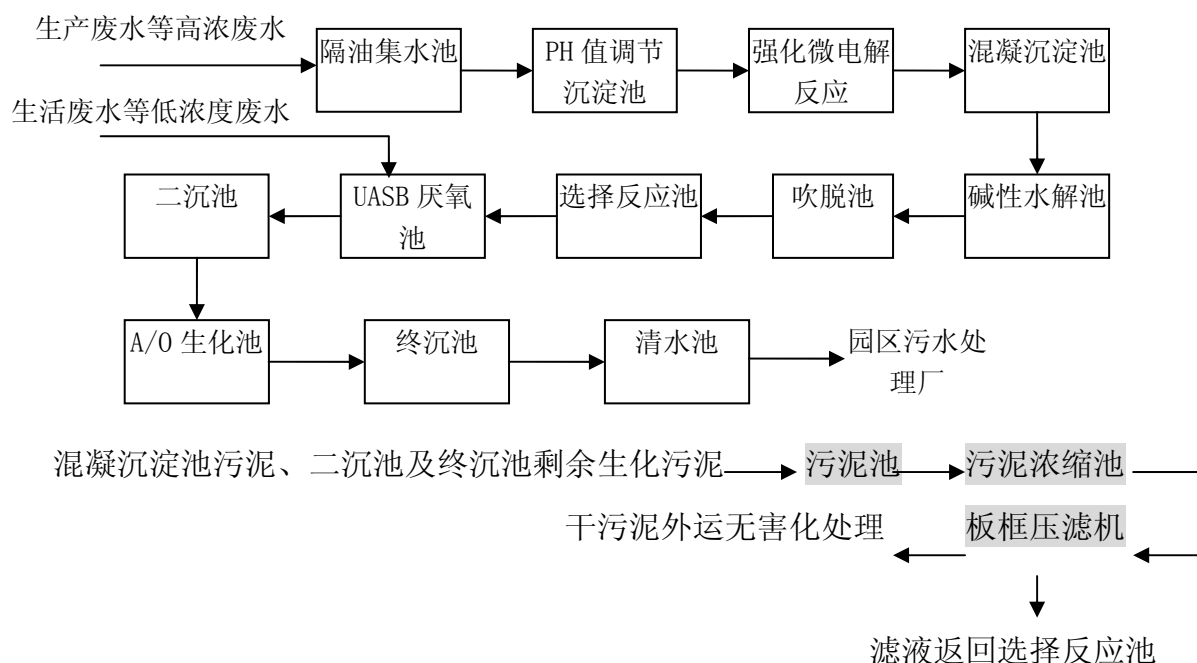 生产废水等高浓废水
隔油集水池
PH 值调节
沉淀池
强化微电解
反应
混凝沉淀池
生活废水等低浓度废水
二沉池
UASB 厌氧
池
选择反应池
吹脱池
碱性水解池
A/O 生化池
终沉池
清水池
园区污水处
理厂
混凝沉淀池污泥、二沉池及终沉池剩余生化污泥
污泥池
污泥浓缩池
干污泥外运无害化处理
板框压滤机
滤液返回选择反应池